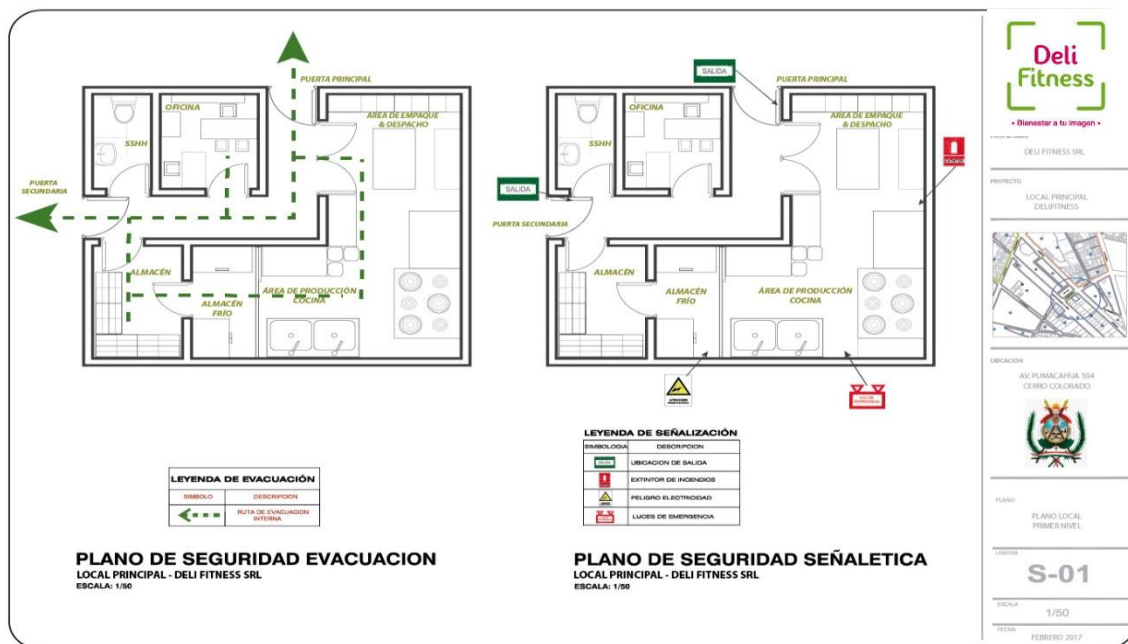 PUERTA PRINCIPAL
OFICINA
ÁREA DE EMPAQUE
& DESPACHO
SSHH
PUERTA
SECUNDARIA
ALMACÉN
ALMACÉN
FRÍO
ÁREA DE PRODUCCIÓN
COCINA
LEYENDA DE EVACUACIÓN
SIMBOLO DESCRIPCION
RUTA DE EVACUACION
INTERNA
PLANO DE SEGURIDAD EVACUACION
LOCAL PRINCIPAL - DELI FITNESS SRL
ESCALA: 1/50
SALIDA
PUERTA PRINCIPAL
OFICINA
ÁREA DE EMPAQUE
& DESPACHO
SSHH
SALIDA
PUERTA SECUNDARIA
ALMACÉN
ALMACÉN
FRÍO
ÁREA DE PRODUCCIÓN
COCINA
LEYENDA DE SEÑALIZACIÓN
SIMBOLOGIA DESCRIPCION
UBICACION DE SALIDA
EXTINTOR DE INCENDIOS
PELIGRO ELECTRICIDAD
LUCES DE EMERGENCIA
PLANO DE SEGURIDAD SEÑALETICA
LOCAL PRINCIPAL - DELI FITNESS SRL
ESCALA: 1/50
Deli
Fitness
• Bienestar a tu imagen •
DELI FITNESS SRL
PROYECTO
LOCAL PRINCIPAL
DELIFITNESS
UBICACIÓN
AV. PUMACAHUA 504
CERRO COLORADO
PLANO
PLANO LOCAL
PRIMER NIVEL
LAMINA
S-01
ESCALA
1/50
FECHA
FEBRERO 2017